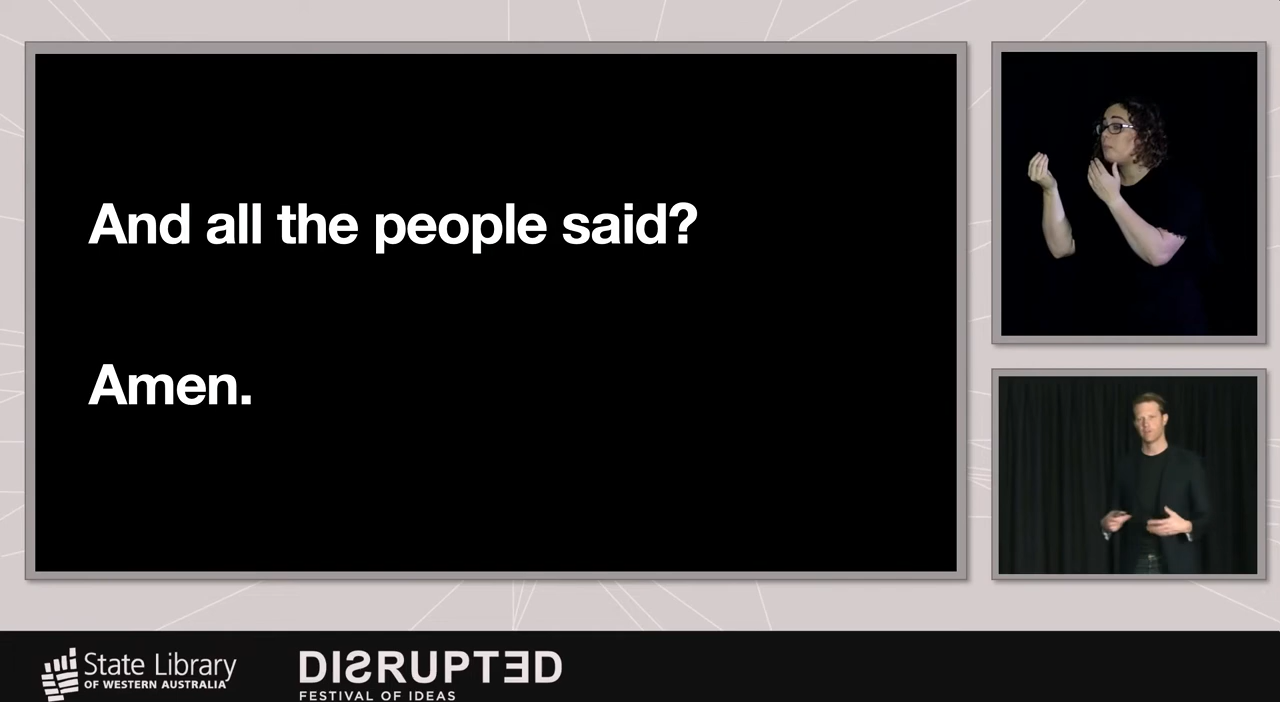 And all the people said?
Amen.
State Library
OF WESTERN AUSTRALIA
DISRUPTED
FESTIVAL OF IDEAS